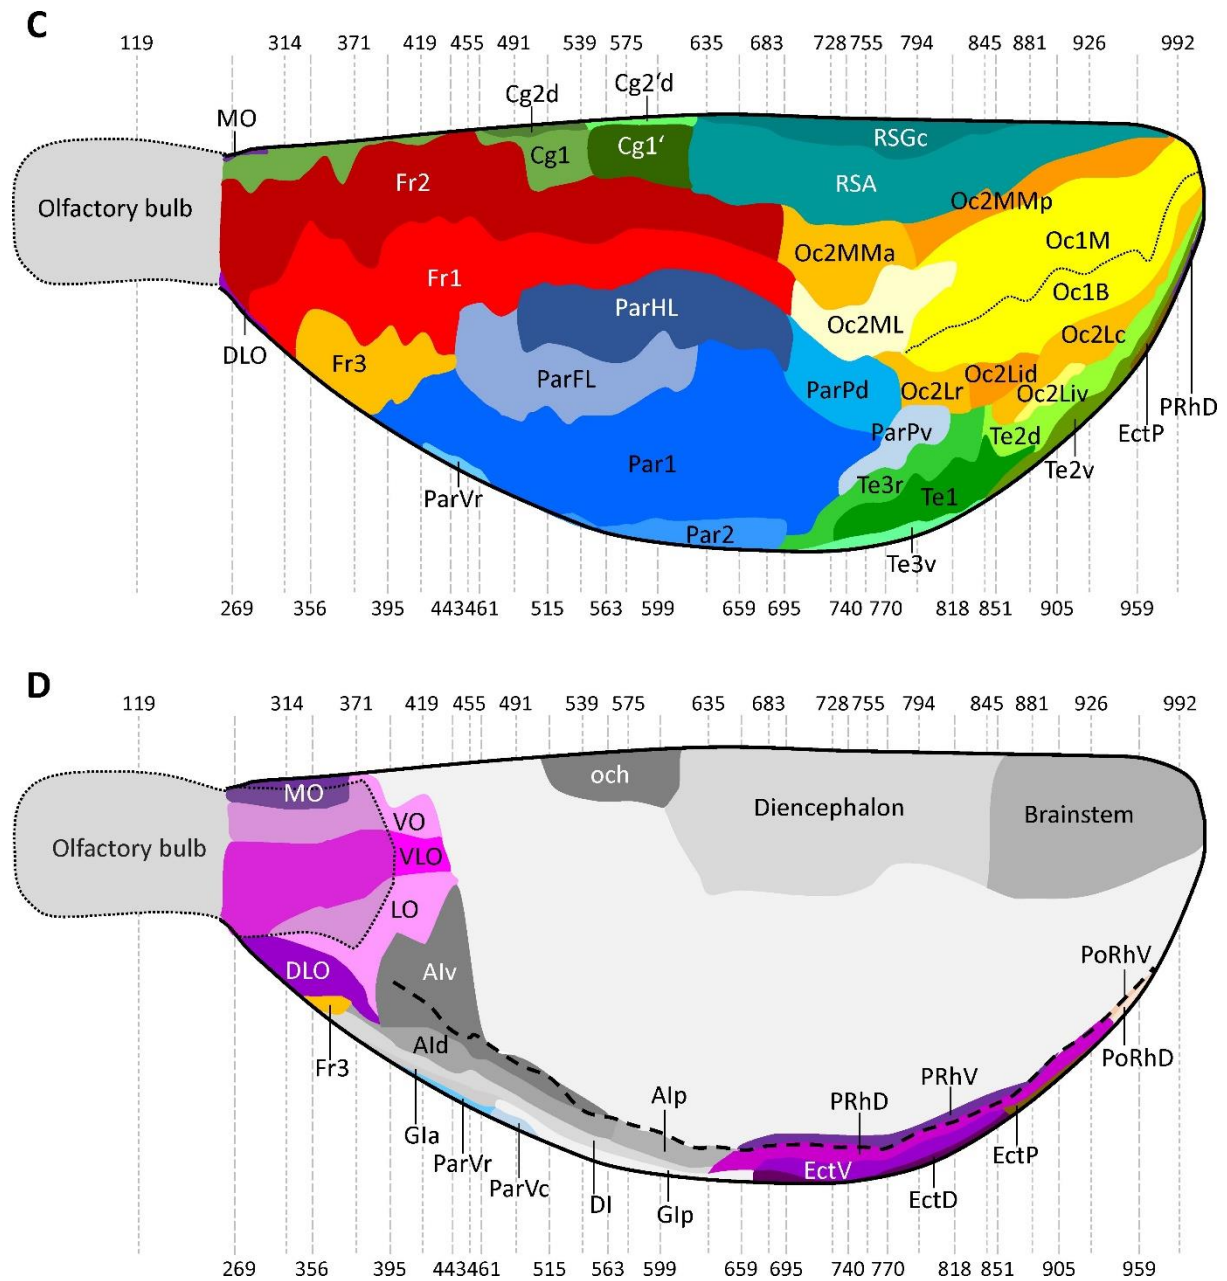 C
119 314 371 419 455 491 539 575 635 683 728 755 794 845 881 926 992
Cg2'd
Cg2d
MO
RSGc
Cg1'
Cg1
Fr2
RSA
Olfactory bulb
Oc2MMp
Oc1M
Oc2MMa
Fr1
Oc1B
ParHL
Oc2ML
Oc2Lc
DLO
Fr3
ParFL
Oc2Lid
ParPd
Oc2Lr
Oc2Liv
PRhD
ParPv
Te2d
EctP
Par1
Te2v
Te3r
Te1
ParVr
Par2
Te3v
269 356 395 443 461 515 563 599 659 695 740 770 818 851 905 959
D
119 314 371 419 455 491 539 575 635 683 728 755 794 845 881 926 992
och
MO
Diencephalon
Brainstem
VO
Olfactory bulb
VLO
LO
PoRhV
DLO
AIv
AId
PoRhD
Fr3
PRhV
AIp
PRhD
GIa
EctP
ParVr
EctV
ParVc
DI
EctD
GIp
269 356 395 443 461 515 563 599 659 695 740 770 818 851 905 959